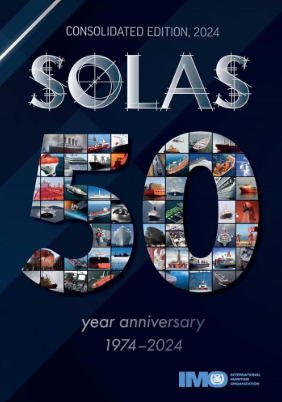 CONSOLIDATED EDITION, 2024
SOLAS
50
year anniversary
1974–2024
IMO
INTERNATIONAL
MARITIME
ORGANIZATION